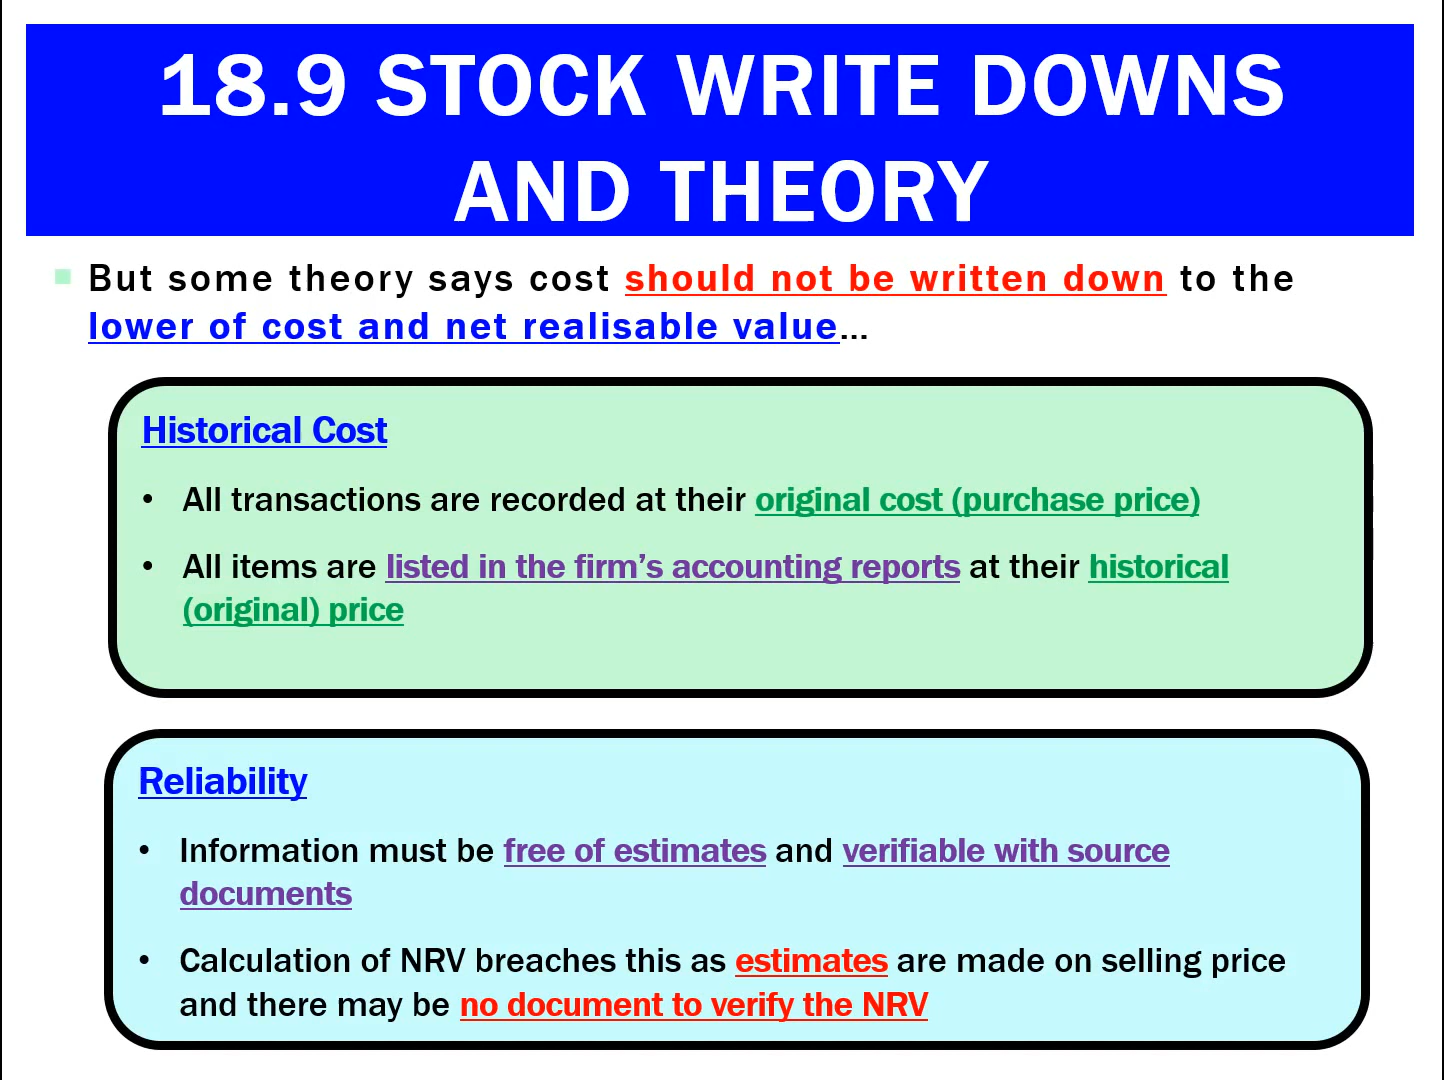 18.9 STOCK WRITE DOWNS
AND THEORY
But some theory says cost should not be written down to the
lower of cost and net realisable value...
Historical Cost
• All transactions are recorded at their original cost (purchase price)
• All items are listed in the firm’s accounting reports at their historical
(original) price
Reliability
• Information must be free of estimates and verifiable with source
documents
• Calculation of NRV breaches this as estimates are made on selling price
and there may be no document to verify the NRV